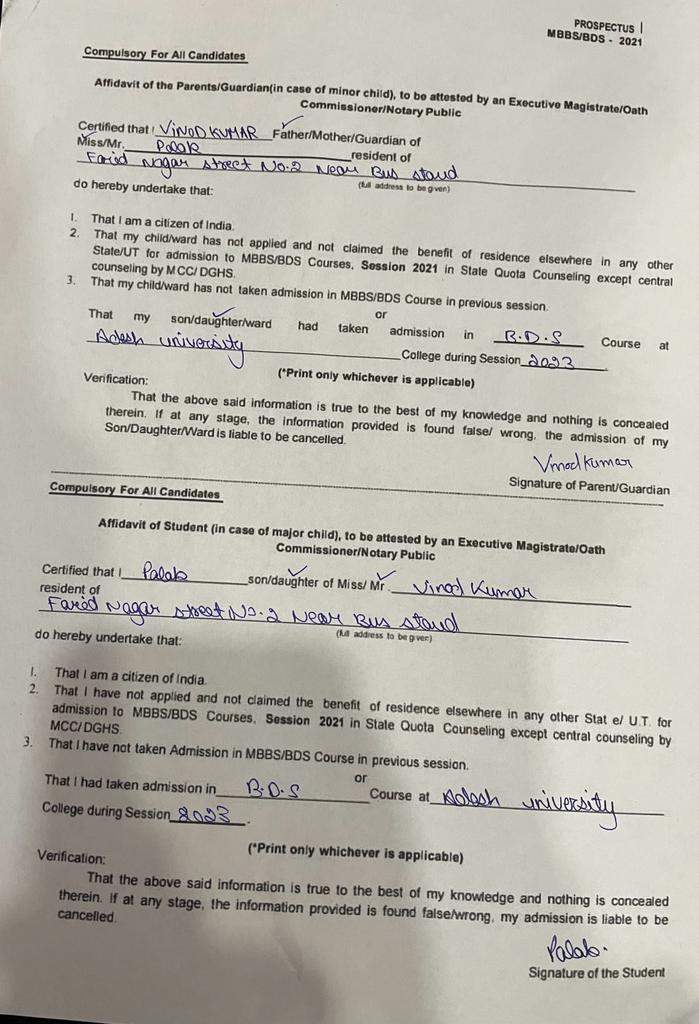 PROSPECTUS
MBBS/BDS - 2021
Compulsory For All Candidates
Affidavit of the Parents/Guardian(in case of minor child), to be attested by an Executive Magistrate/Oath
Commissioner/Notary Public
Certified that I VINOD KUMAR Father/Mother/Guardian of
Miss/Mr. Palak resident of
Farid Nagar street No.2 Near Bus stand
do hereby undertake that: (full address to be given)
1. That I am a citizen of India.
2. That my child/ward has not applied and not claimed the benefit of residence elsewhere in any other
State/UT for admission to MBBS/BDS Courses, Session 2021 in State Quota Counseling except central
counseling by MCC/ DGHS.
3. That my child/ward has not taken admission in MBBS/BDS Course in previous session.
or
That my son/daughter/ward had taken admission in B.D.S Course at
Adesh university College during Session 2023.
(*Print only whichever is applicable)
Verification:
That the above said information is true to the best of my knowledge and nothing is concealed
therein. If at any stage, the information provided is found false/ wrong, the admission of my
Son/Daughter/Ward is liable to be cancelled.
Vinod Kumar
Signature of Parent/Guardian
Compulsory For All Candidates
Affidavit of Student (in case of major child), to be attested by an Executive Magistrate/Oath
Commissioner/Notary Public
Certified that I Palak son/daughter of Miss/ Mr. Vinod Kumar
resident of
Farid Nagar street No.2 Near Bus stand
do hereby undertake that: (full address to be given)
1. That I am a citizen of India.
2. That I have not applied and not claimed the benefit of residence elsewhere in any other Stat e/ U.T. for
admission to MBBS/BDS Courses, Session 2021 in State Quota Counseling except central counseling by
MCC/ DGHS.
3. That I have not taken Admission in MBBS/BDS Course in previous session.
or
That I had taken admission in B.D.S Course at Adesh university
College during Session 2023.
(*Print only whichever is applicable)
Verification:
That the above said information is true to the best of my knowledge and nothing is concealed
therein. If at any stage, the information provided is found false/wrong, my admission is liable to be
cancelled.
Palak.
Signature of the Student